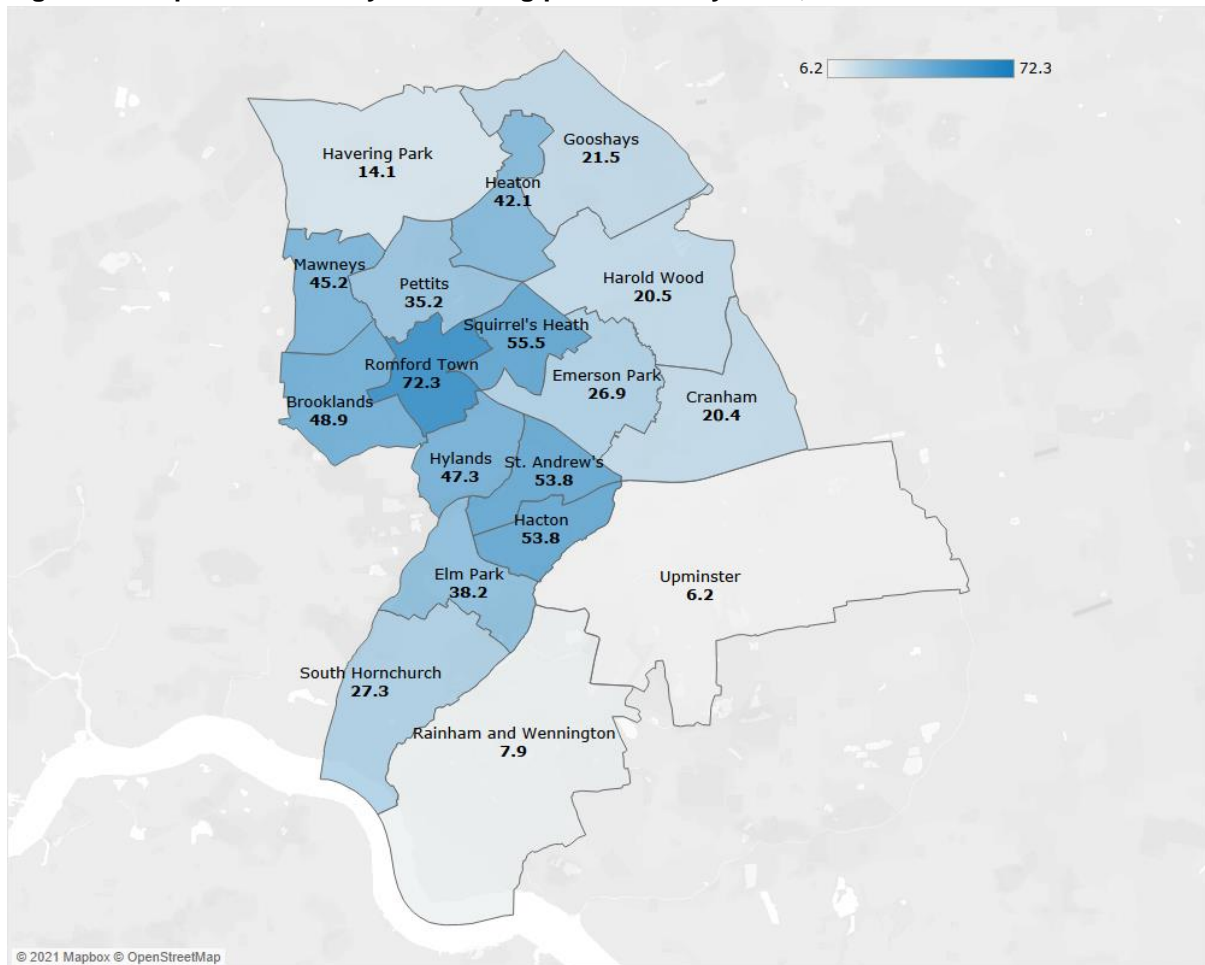 6.2 72.3
Gooshays
21.5
Havering Park
14.1
Heaton
42.1
Mawneys
45.2
Pettits
35.2
Harold Wood
20.5
Squirrel's Heath
55.5
Romford Town
72.3
Emerson Park
26.9
Cranham
20.4
Brooklands
48.9
Hylands
47.3
St. Andrew's
53.8
Hacton
53.8
Elm Park
38.2
Upminster
6.2
South Hornchurch
27.3
Rainham and Wennington
7.9
© 2021 Mapbox © OpenStreetMap